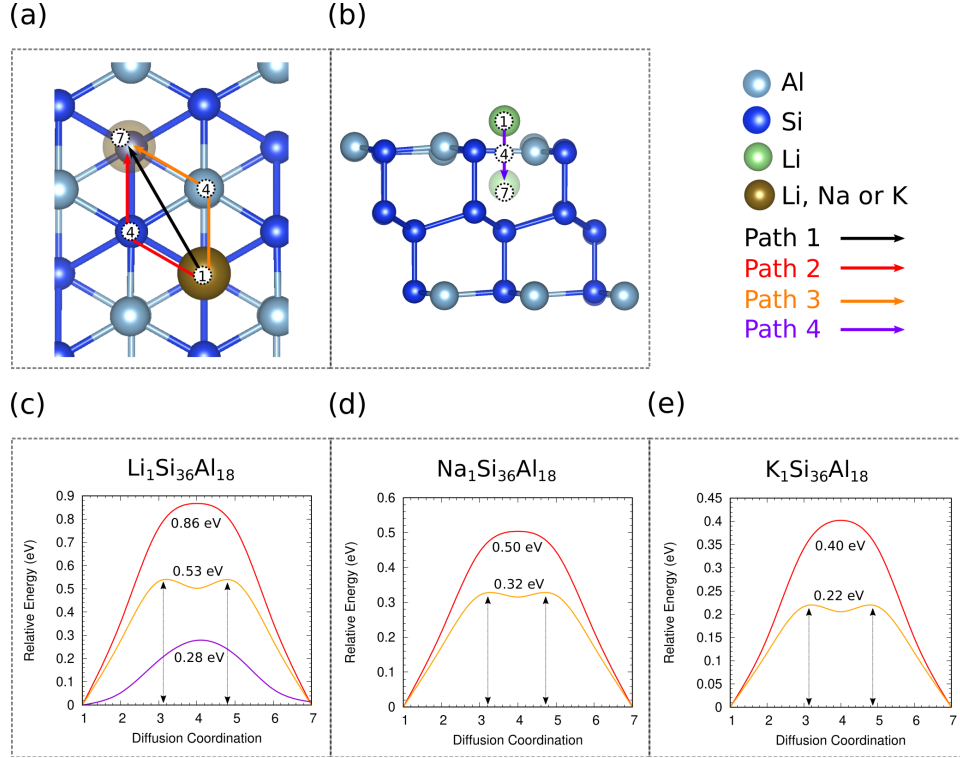 (a)
(b)
7
4
4
1
1
4
7
Al
Si
Li
Li, Na or K
Path 1
Path 2
Path 3
Path 4
(c)
(d)
(e)
Li1Si36Al18
0.9
0.8
0.7
0.6
0.5
0.4
0.3
0.2
0.1
0
0.86 eV
0.53 eV
0.28 eV
Relative Energy (eV)
1 2 3 4 5 6 7
Diffusion Coordination
Na1Si36Al18
0.6
0.5
0.4
0.3
0.2
0.1
0
0.50 eV
0.32 eV
Relative Energy (eV)
1 2 3 4 5 6 7
Diffusion Coordination
K1Si36Al18
0.45
0.4
0.35
0.3
0.25
0.2
0.15
0.1
0.05
0
0.40 eV
0.22 eV
Relative Energy (eV)
1 2 3 4 5 6 7
Diffusion Coordination